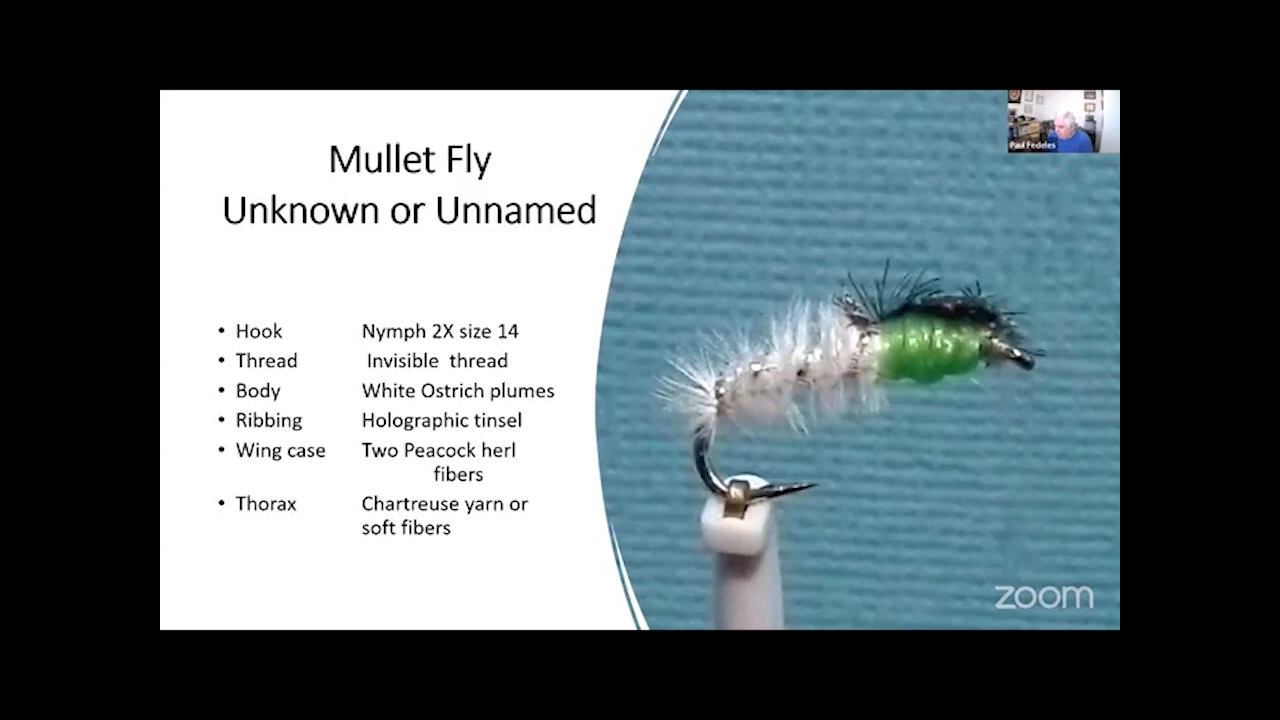 Mullet Fly
Unknown or Unnamed
• Hook Nymph 2X size 14
• Thread Invisible thread
• Body White Ostrich plumes
• Ribbing Holographic tinsel
• Wing case Two Peacock herl
fibers
• Thorax Chartreuse yarn or
soft fibers
Paul Fedeles
zoom